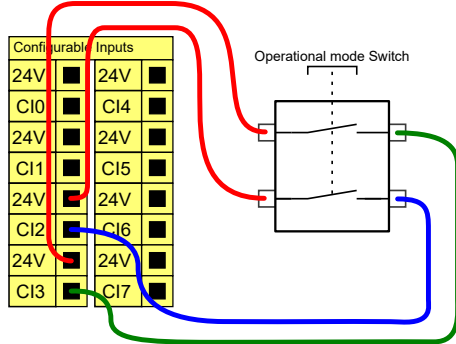 Configurable Inputs
Operational mode Switch
24V 24V
CI0 CI4
24V 24V
CI1 CI5
24V 24V
CI2 CI6
24V 24V
CI3 CI7